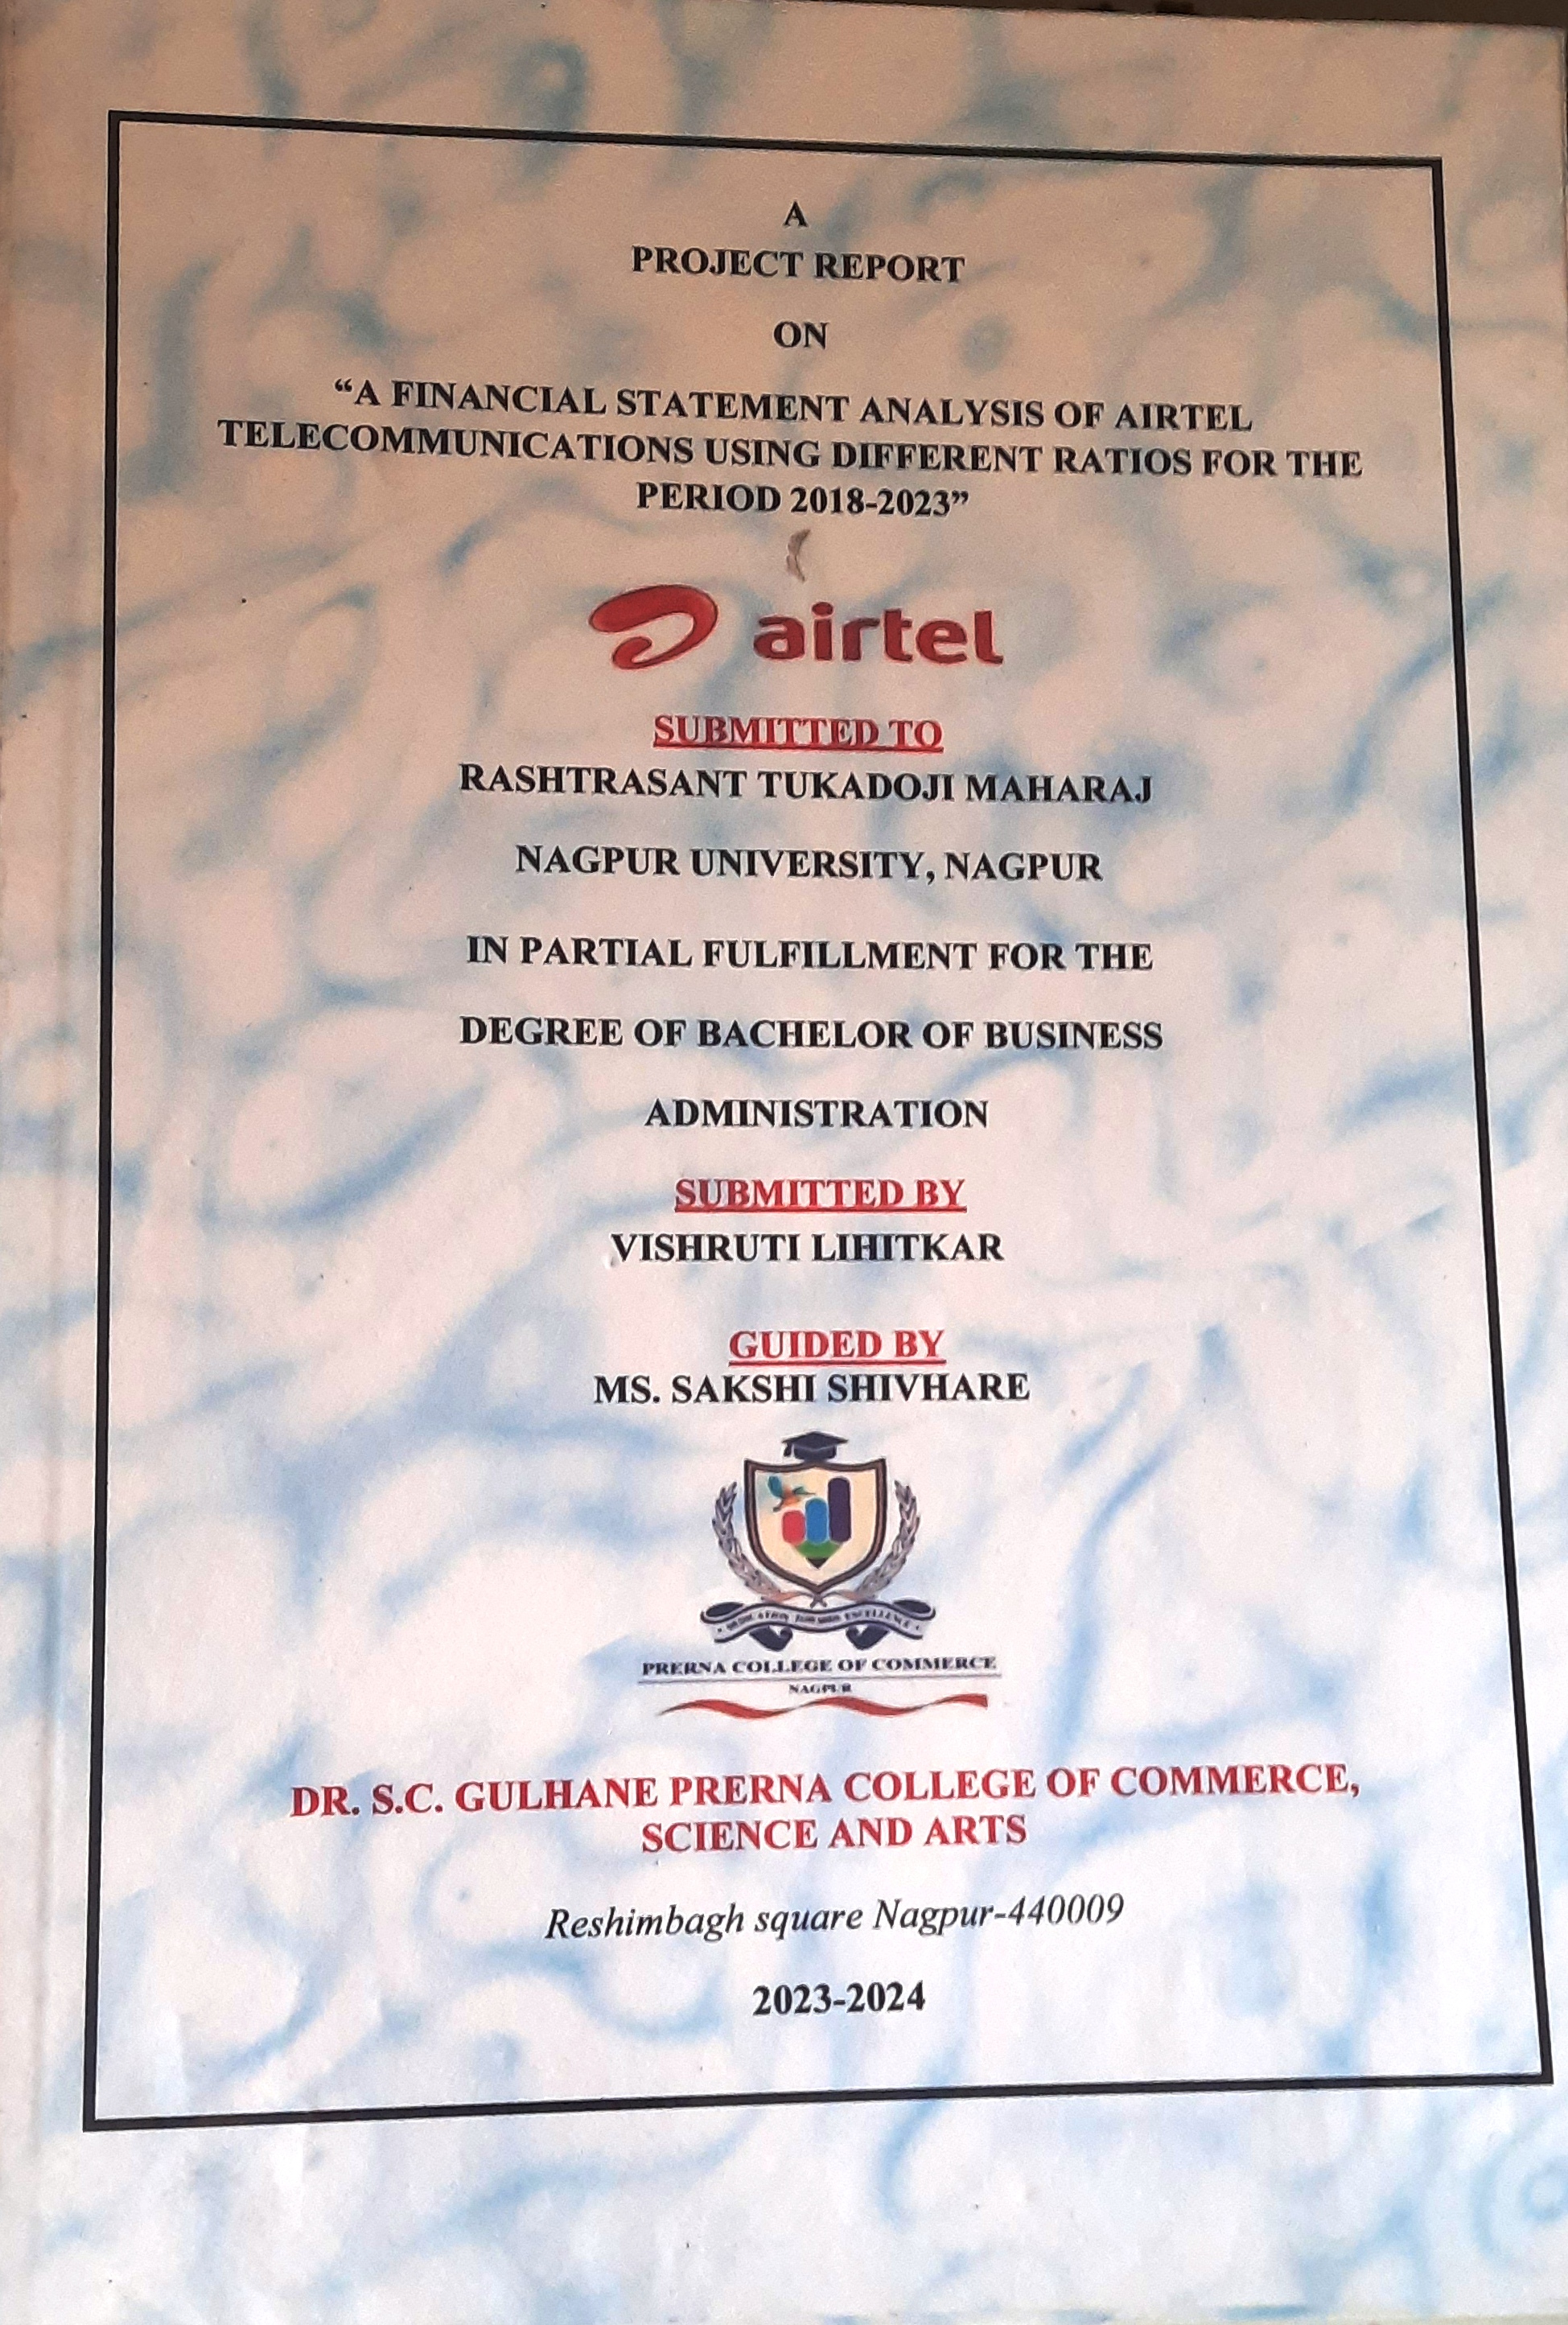 A
PROJECT REPORT
ON
“A FINANCIAL STATEMENT ANALYSIS OF AIRTEL
TELECOMMUNICATIONS USING DIFFERENT RATIOS FOR THE
PERIOD 2018-2023”
airtel
SUBMITTED TO
RASHTRASANT TUKADOJI MAHARAJ
NAGPUR UNIVERSITY, NAGPUR
IN PARTIAL FULFILLMENT FOR THE
DEGREE OF BACHELOR OF BUSINESS
ADMINISTRATION
SUBMITTED BY
VISHRUTI LIHITKAR
GUIDED BY
MS. SAKSHI SHIVHARE
EXCELLENCE
PRERNA COLLEGE OF COMMERCE
NAGPUR
DR. S.C. GULHANE PRERNA COLLEGE OF COMMERCE,
SCIENCE AND ARTS
Reshimbagh square Nagpur-440009
2023-2024